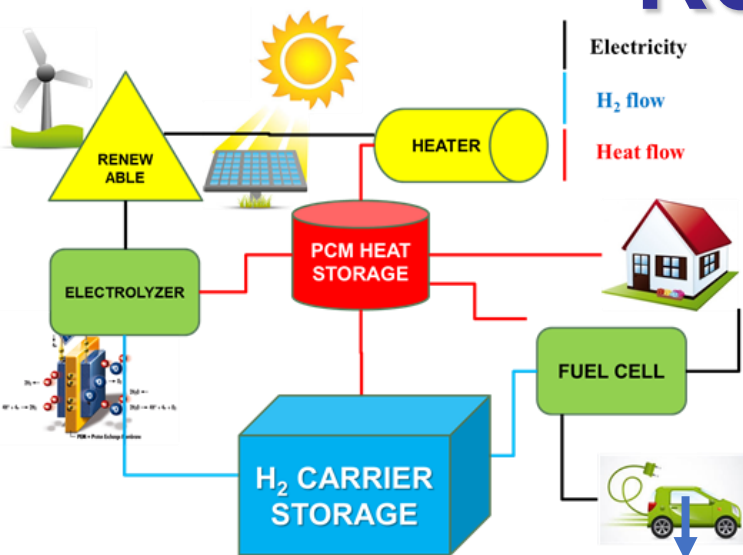 Electricity
H₂ flow
Heat flow
RENEW
ABLE
HEATER
PCM HEAT
STORAGE
ELECTROLYZER
FUEL CELL
H₂ CARRIER
STORAGE